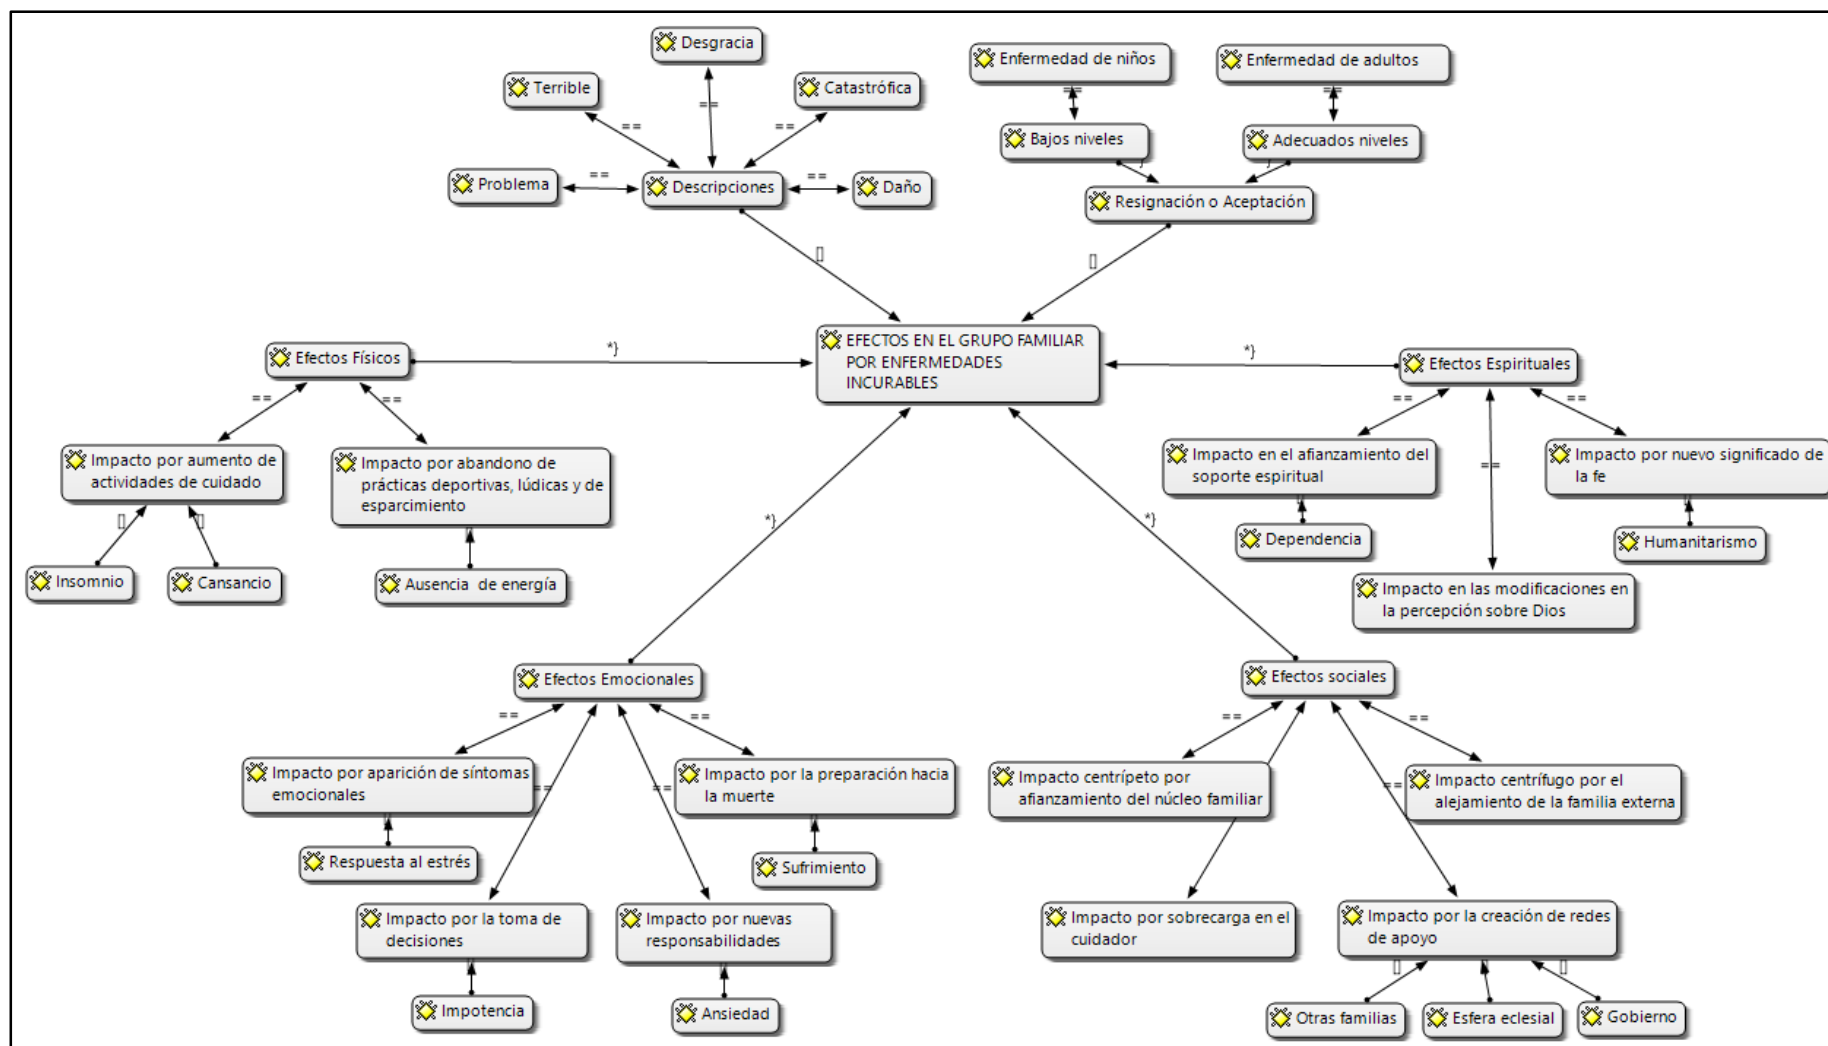 Desgracia
Enfermedad de niños
Enfermedad de adultos
Terrible
Catastrófica
==
==
==
==
==
Bajos niveles
Adecuados niveles
Problema
==
Descripciones
==
Daño
}
}
Resignación o Aceptación
[]
[]
EFECTOS EN EL GRUPO FAMILIAR
POR ENFERMEDADES
INCURABLES
Efectos Físicos
*}
*}
Efectos Espirituales
==
==
==
==
Impacto por aumento de
actividades de cuidado
Impacto por abandono de
prácticas deportivas, lúdicas y de
esparcimiento
Impacto en el afianzamiento del
soporte espiritual
==
Impacto por nuevo significado de
la fe
[]
[]
*}
*}
Dependencia
Humanitarismo
Insomnio
Cansancio
Ausencia  de energía
Impacto en las modificaciones en
la percepción sobre Dios
Efectos Emocionales
Efectos sociales
==
==
==
==
Impacto por aparición de síntomas
emocionales
Impacto por la preparación hacia
la muerte
Impacto centrípeto por
afianzamiento del núcleo familiar
Impacto centrífugo por el
alejamiento de la familia externa
==
==
==
Respuesta al estrés
Sufrimiento
Impacto por la toma de
decisiones
Impacto por nuevas
responsabilidades
Impacto por sobrecarga en el
cuidador
Impacto por la creación de redes
de apoyo
[]
[]
Impotencia
Ansiedad
Otras familias
Esfera eclesial
Gobierno